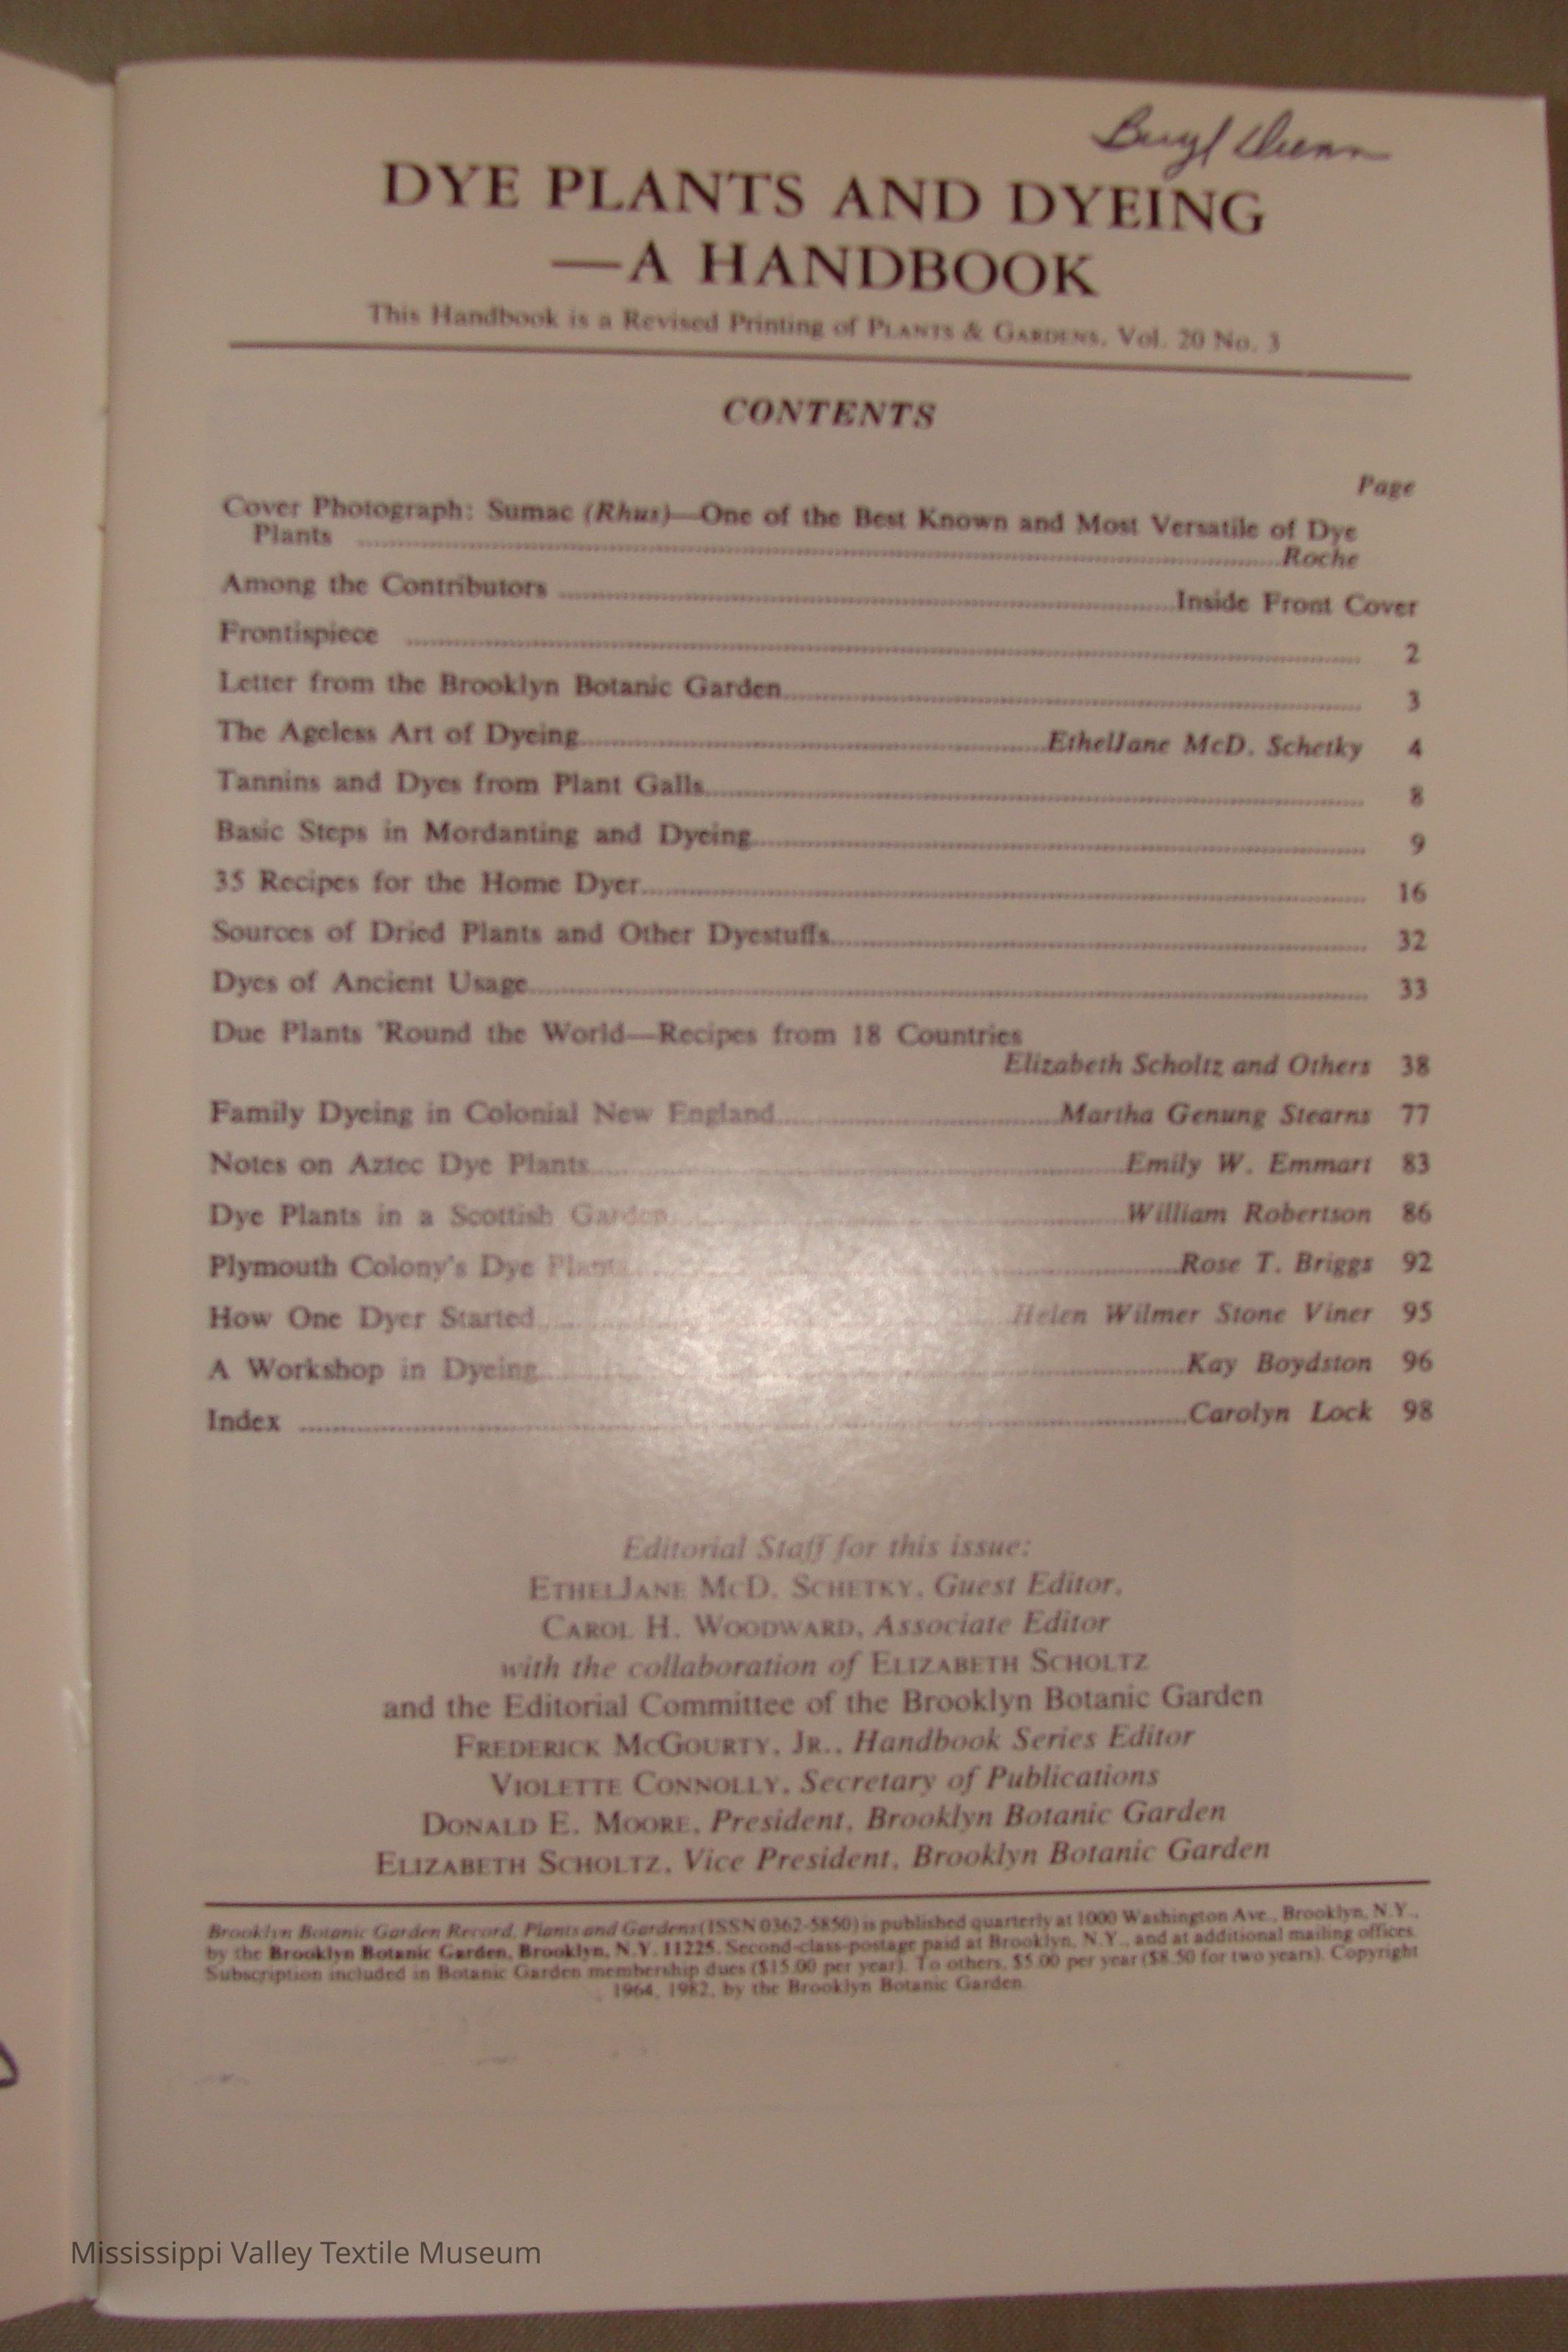 Beryl
DYE PLANTS AND DYEING
—A HANDBOOK
This Handbook is a Revised Printing of PLANTS & GARDENS, Vol. 20 No. 3
CONTENTS
Page
Cover Photograph: Sumac (Rhus)—One of the Best Known and Most Versatile of Dye
Plants ........ Roche
Among the Contributors ........ Inside Front Cover
Frontispiece ........ 2
Letter from the Brooklyn Botanic Garden ........ 3
The Ageless Art of Dyeing ........ EthelJane McD. Schetky 4
Tannins and Dyes from Plant Galls ........ 8
Basic Steps in Mordanting and Dyeing ........ 9
35 Recipes for the Home Dyer ........ 16
Sources of Dried Plants and Other Dyestuffs ........ 32
Dyes of Ancient Usage ........ 33
Due Plants 'Round the World—Recipes from 18 Countries
Elizabeth Scholtz and Others 38
Family Dyeing in Colonial New England ........ Martha Genung Stearns 77
Notes on Aztec Dye Plants ........ Emily W. Emmart 83
Dye Plants in a Scottish Garden ........ William Robertson 86
Plymouth Colony's Dye Plants ........ Rose T. Briggs 92
How One Dyer Started ........ Helen Wilmer Stone Viner 95
A Workshop in Dyeing ........ Kay Boydston 96
Index ........ Carolyn Lock 98
Editorial Staff for this issue:
ETHELJANE MCD. SCHETKY, Guest Editor,
CAROL H. WOODWARD, Associate Editor
with the collaboration of ELIZABETH SCHOLTZ
and the Editorial Committee of the Brooklyn Botanic Garden
FREDERICK MCGOURTY, JR., Handbook Series Editor
VIOLETTE CONNOLLY, Secretary of Publications
DONALD E. MOORE, President, Brooklyn Botanic Garden
ELIZABETH SCHOLTZ, Vice President, Brooklyn Botanic Garden
Brooklyn Botanic Garden Record, Plants and Gardens (ISSN 0362-5850) is published quarterly at 1000 Washington Ave., Brooklyn, N.Y.,
by the Brooklyn Botanic Garden, Brooklyn, N.Y. 11225. Second-class-postage paid at Brooklyn, N.Y., and at additional mailing offices.
Subscription included in Botanic Garden membership dues ($15.00 per year). To others, $5.00 per year ($8.50 for two years). Copyright
1964, 1982, by the Brooklyn Botanic Garden.
Mississippi Valley Textile Museum